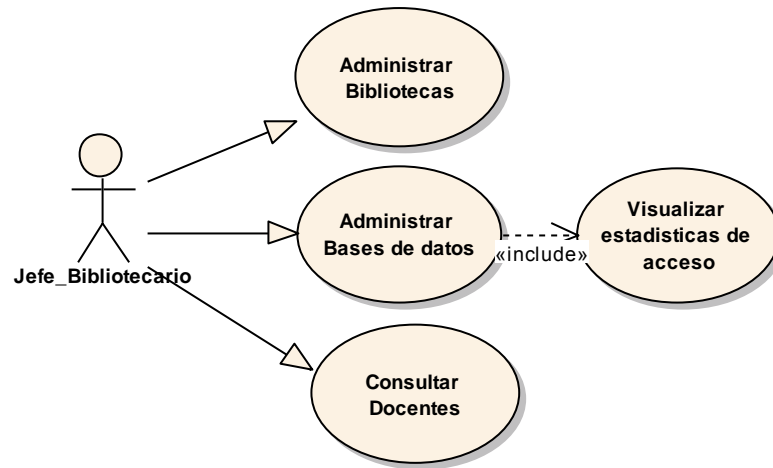 Administrar
Bibliotecas
Jefe_Bibliotecario
Administrar
Bases de datos
«include»
Visualizar
estadisticas de
acceso
Consultar
Docentes